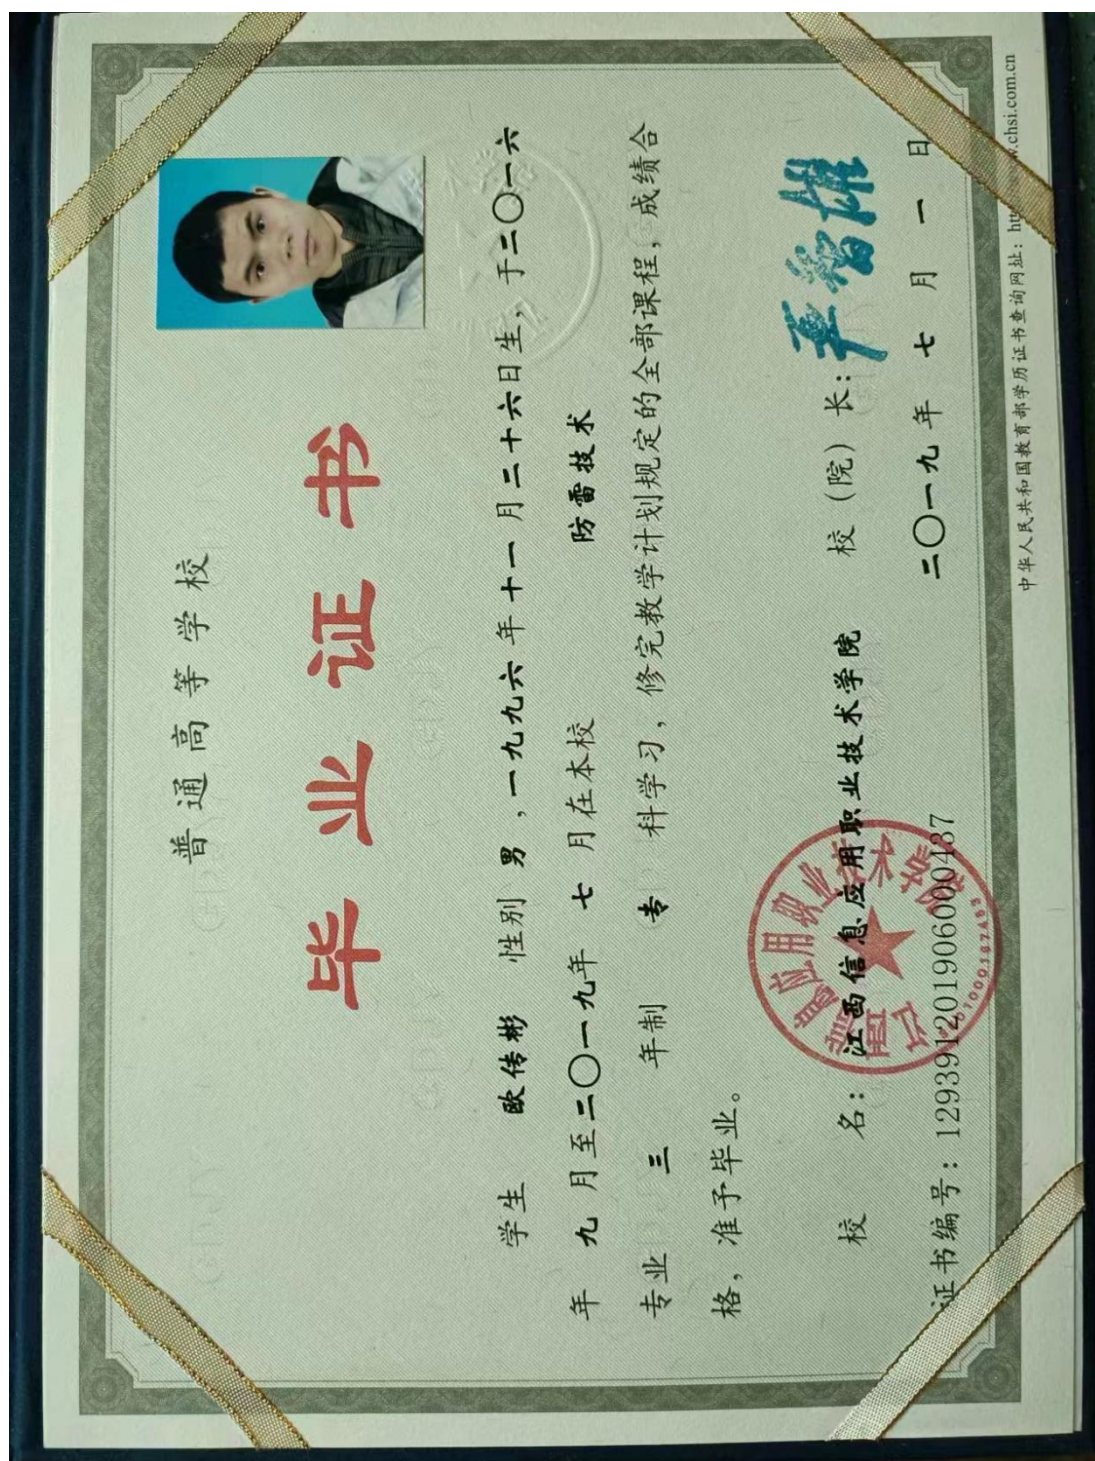 普通高等学校
毕业证书
学生 欧传彬 性别 男 ,一九九六年十一月二十六日生,于二〇一六
年 九 月至二〇一九年 七 月在本校 防雷技术
专业 三 年制 专 科学习,修完教学计划规定的全部课程,成绩合
格,准予毕业。
校 名:江西信息应用职业技术学院 校(院)长:
证书编号:129391201906000437 二〇一九年 七 月 一 日
中华人民共和国教育部学历证书查询网址:
.chsi.com.cn